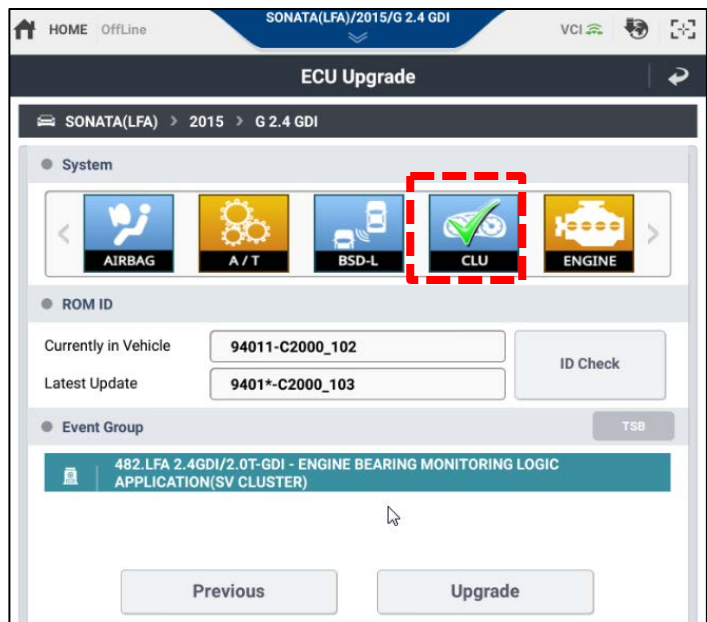 SONATA(LFA)/2015/G 2.4 GDI
HOME OffLine
VCI
ECU Upgrade
SONATA(LFA) > 2015 > G 2.4 GDI
System
AIRBAG
A / T
BSD-L
CLU
ENGINE
ROM ID
Currently in Vehicle 94011-C2000_102
ID Check
Latest Update 9401*-C2000_103
Event Group
TSB
482.LFA 2.4GDI/2.0T-GDI - ENGINE BEARING MONITORING LOGIC
APPLICATION(SV CLUSTER)
Previous
Upgrade